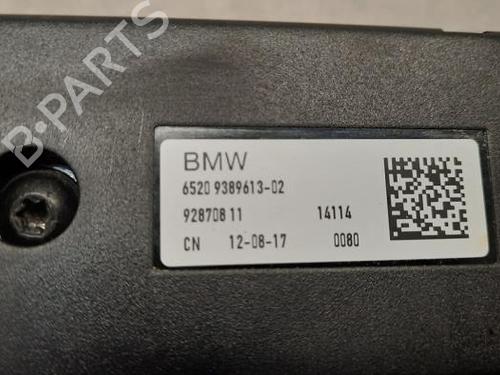 B-PARTS
BMW
6520 9389613-02
92870811 14114
CN 12-08-17 0080